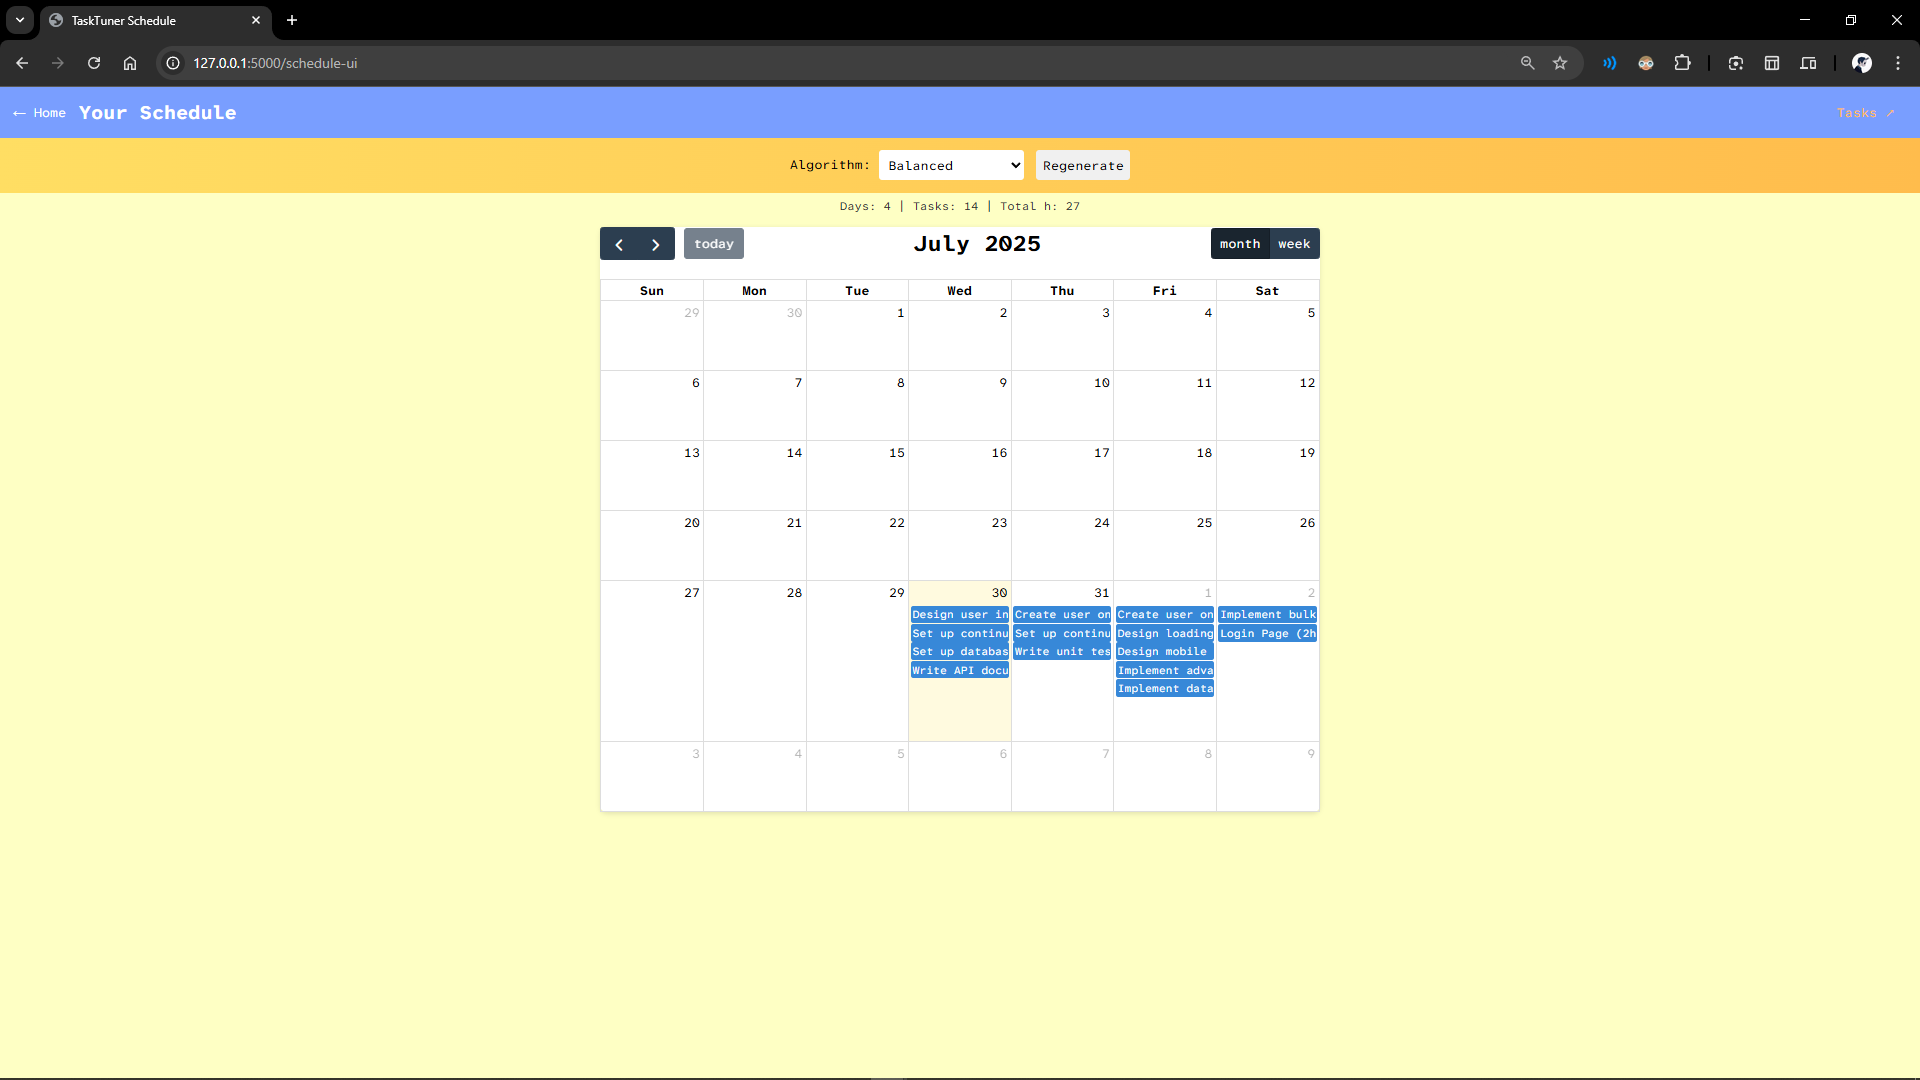 TaskTuner Schedule
127.0.0.1:5000/schedule-ui
← Home Your Schedule Tasks ↗
Algorithm: Balanced Regenerate
Days: 4 | Tasks: 14 | Total h: 27
today July 2025 month week
Sun Mon Tue Wed Thu Fri Sat
29 30 1 2 3 4 5
6 7 8 9 10 11 12
13 14 15 16 17 18 19
20 21 22 23 24 25 26
27 28 29 30 31 1 2
Design user in Create user on Create user on Implement bulk
Set up continu Set up continu Design loading Login Page (2h
Set up databas Write unit tes Design mobile
Write API docu Implement adva
Implement data
3 4 5 6 7 8 9